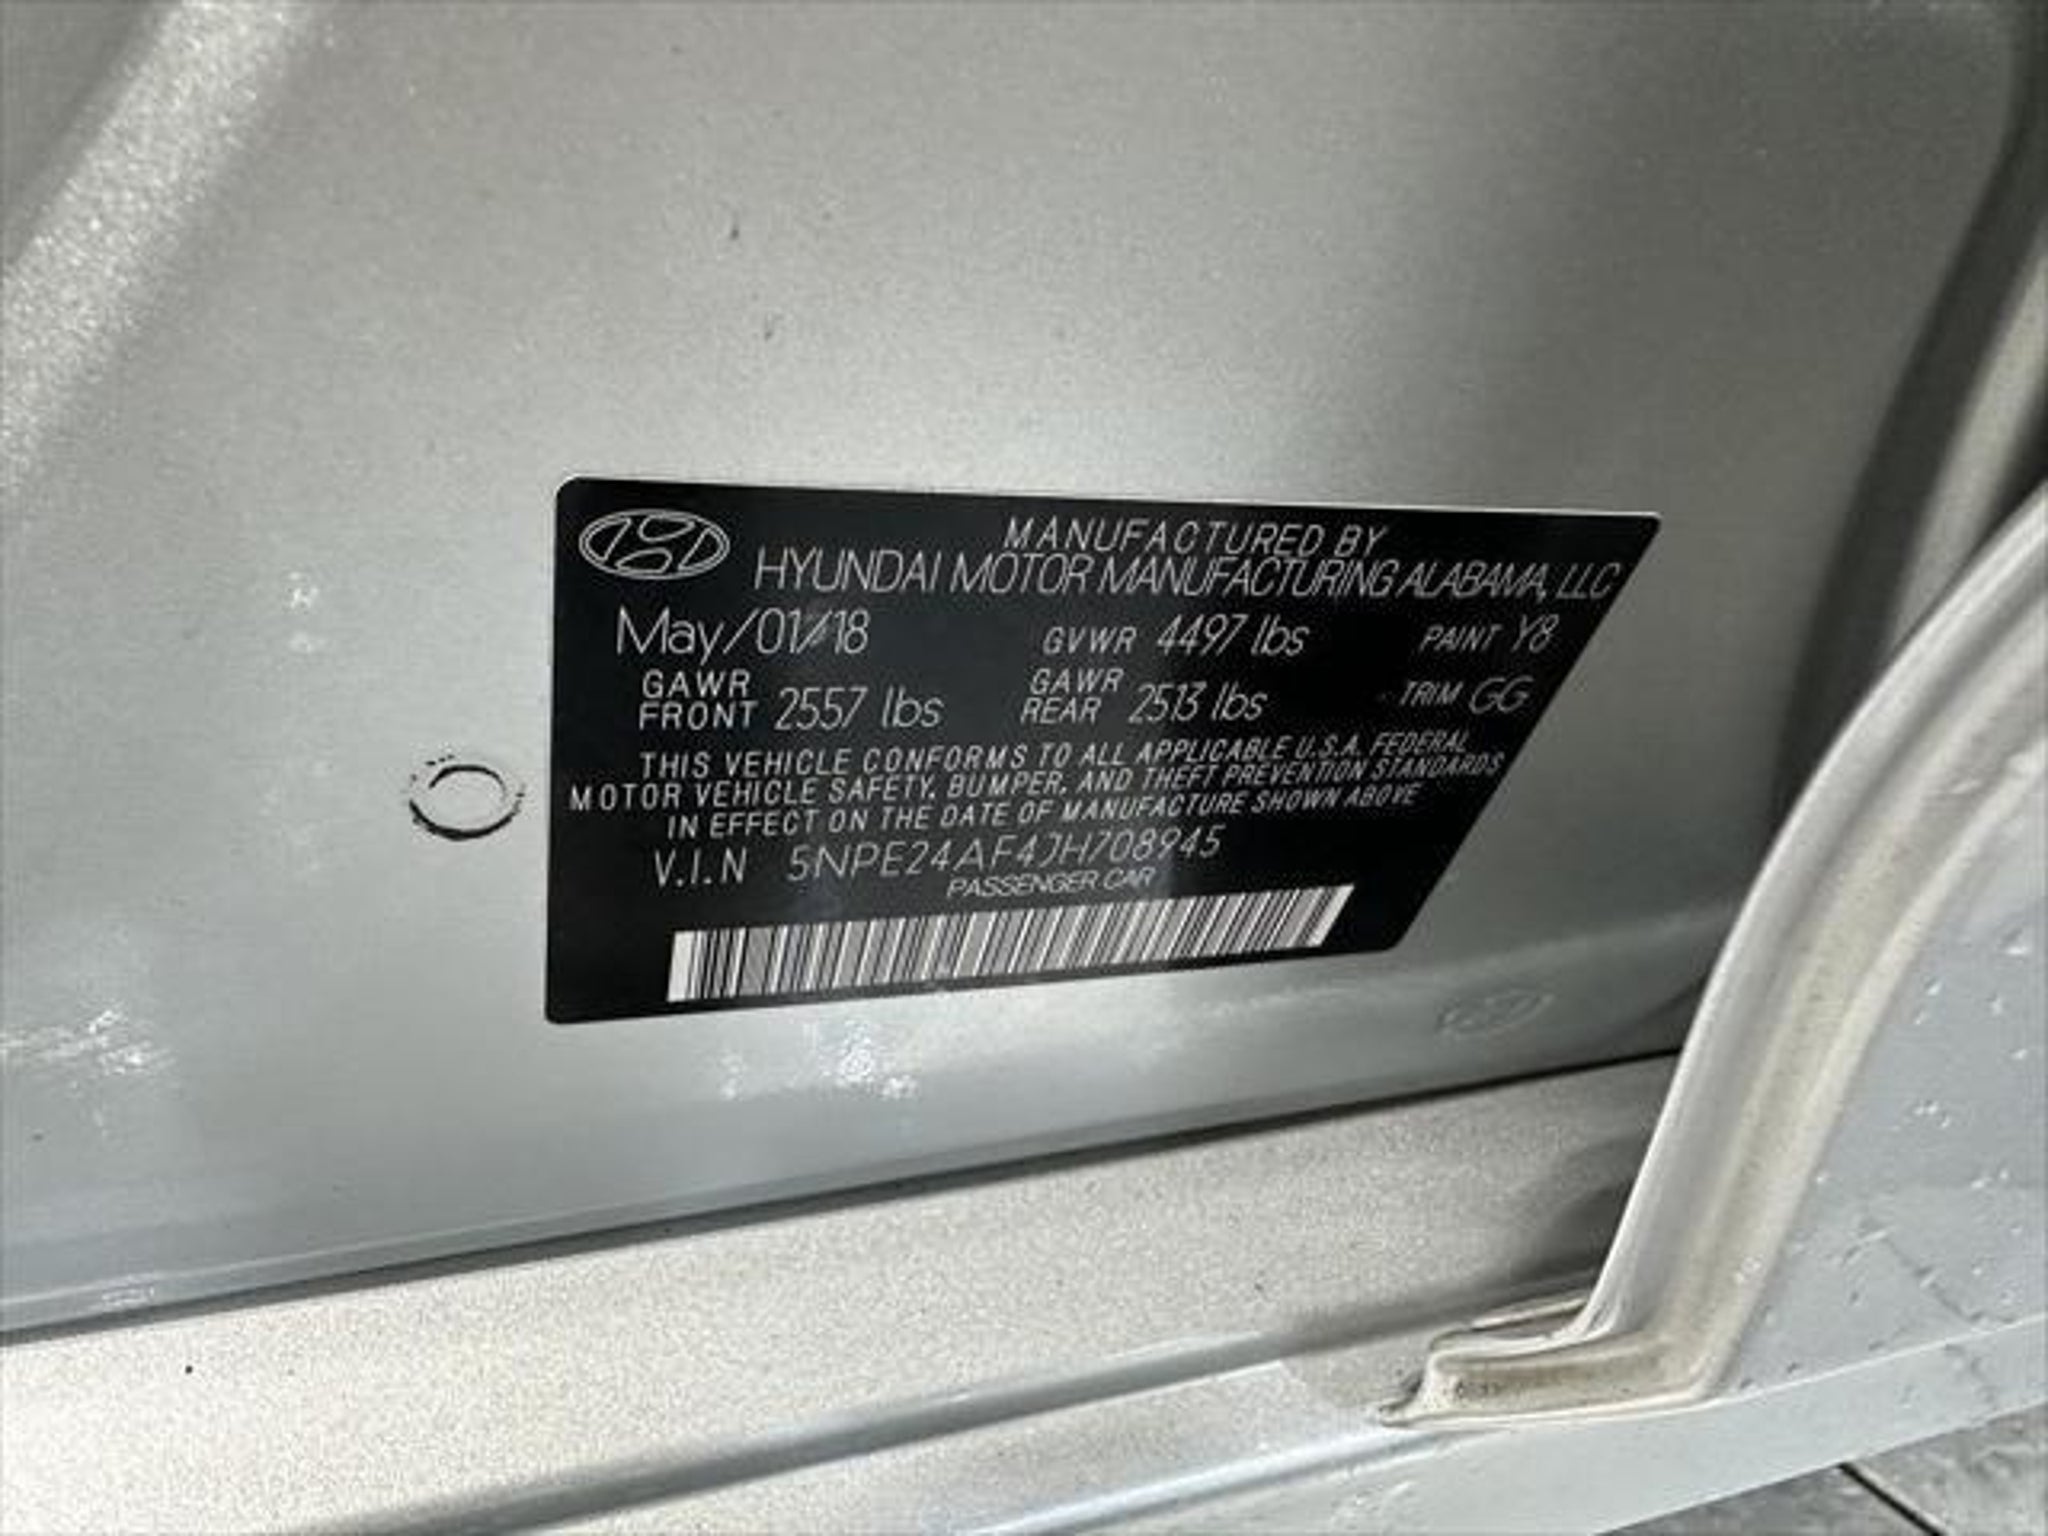 MANUFACTURED BY
HYUNDAI MOTOR MANUFACTURING ALABAMA, LLC
May/01/18 GVWR 4497 lbs PAINT Y8
GAWR FRONT 2557 lbs GAWR REAR 2513 lbs TRIM GG
THIS VEHICLE CONFORMS TO ALL APPLICABLE U.S.A. FEDERAL
MOTOR VEHICLE SAFETY, BUMPER, AND THEFT PREVENTION STANDARDS
IN EFFECT ON THE DATE OF MANUFACTURE SHOWN ABOVE
V.I.N 5NPE24AF4JH708945
PASSENGER CAR